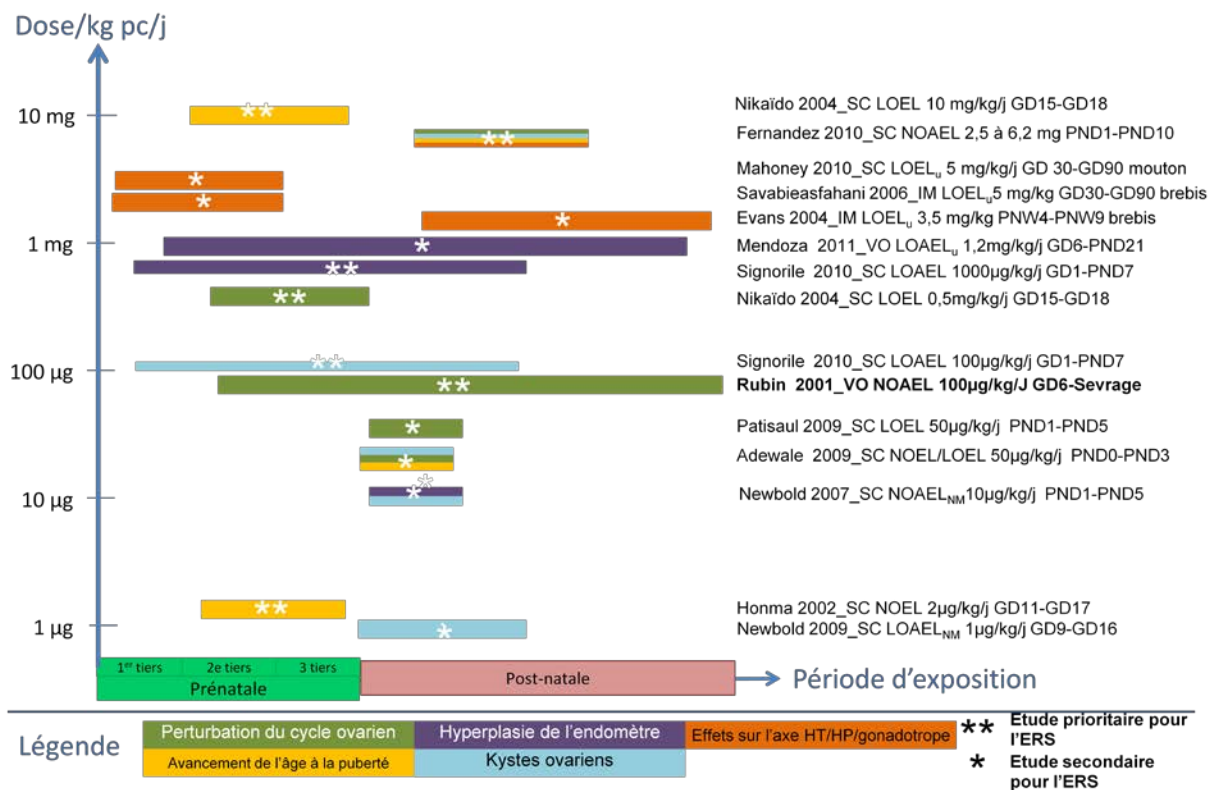 Dose/kg pc/j
10 mg
1 mg
100 µg
10 µg
1 µg
**
**
*
*
*
*
**
**
**
**
*
*
*
*
**
*
Nikaïdo 2004_SC LOEL 10 mg/kg/j GD15-GD18
Fernandez 2010_SC NOAEL 2,5 à 6,2 mg PND1-PND10
Mahoney 2010_SC LOELu 5 mg/kg/j GD 30-GD90 mouton
Savabieasfahani 2006_IM LOELu5 mg/kg GD30-GD90 brebis
Evans 2004_IM LOELu 3,5 mg/kg PNW4-PNW9 brebis
Mendoza 2011_VO LOAELu 1,2mg/kg/j GD6-PND21
Signorile 2010_SC LOAEL 1000µg/kg/j GD1-PND7
Nikaïdo 2004_SC LOEL 0,5mg/kg/j GD15-GD18
Signorile 2010_SC LOAEL 100µg/kg/j GD1-PND7
Rubin 2001_VO NOAEL 100µg/kg/J GD6-Sevrage
Patisaul 2009_SC LOEL 50µg/kg/j PND1-PND5
Adewale 2009_SC NOEL/LOEL 50µg/kg/j PND0-PND3
Newbold 2007_SC NOAELNM10µg/kg/j PND1-PND5
Honma 2002_SC NOEL 2µg/kg/j GD11-GD17
Newbold 2009_SC LOAELNM 1µg/kg/j GD9-GD16
1er tiers 2e tiers 3 tiers
Prénatale
Post-natale
Période d'exposition
Légende
Perturbation du cycle ovarien
Hyperplasie de l'endomètre
Effets sur l'axe HT/HP/gonadotrope
Avancement de l'âge à la puberté
Kystes ovariens
** Etude prioritaire pour
l'ERS
* Etude secondaire
pour l'ERS